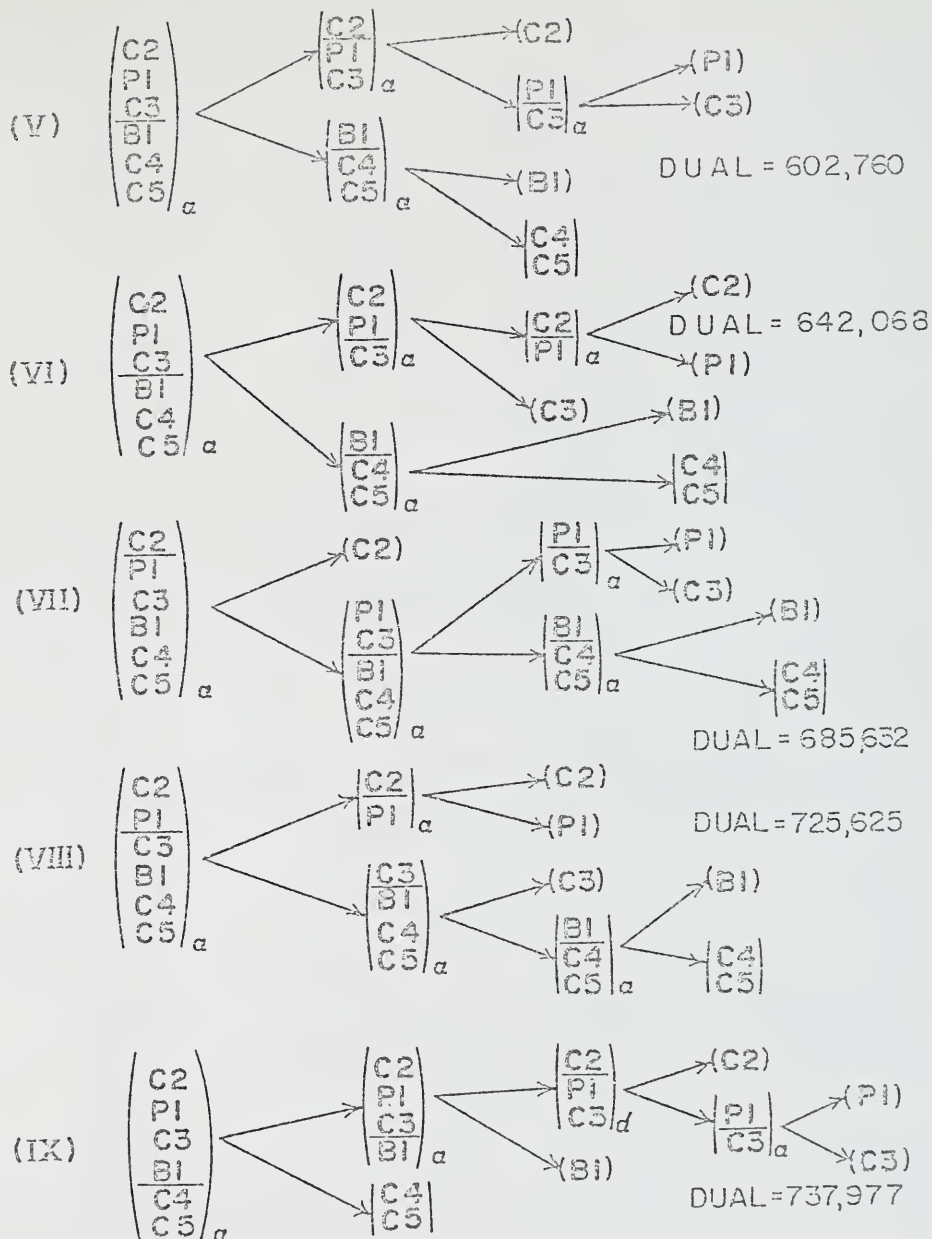 (V)
C2
P1
C3
B1
C4
C5
a
C2
P1
C3
a
(C2)
P1
C3
a
(P1)
(C3)
B1
C4
C5
a
(B1)
C4
C5
DUAL = 602,760
(VI)
C2
P1
C3
B1
C4
C5
a
C2
P1
C3
a
C2
P1
a
(C2)
(P1)
(C3)
B1
C4
C5
a
(B1)
C4
C5
DUAL = 642,068
(VII)
C2
P1
C3
B1
C4
C5
a
(C2)
P1
C3
B1
C4
C5
a
P1
C3
a
(P1)
(C3)
B1
C4
C5
a
(B1)
C4
C5
DUAL = 685,632
(VIII)
C2
P1
C3
B1
C4
C5
a
C2
P1
a
(C2)
(P1)
C3
B1
C4
C5
a
(C3)
B1
C4
C5
a
(B1)
C4
C5
DUAL = 725,625
(IX)
C2
P1
C3
B1
C4
C5
a
C2
P1
C3
B1
a
C2
P1
C3
d
(C2)
P1
C3
a
(P1)
(C3)
(B1)
C4
C5
DUAL = 737,977